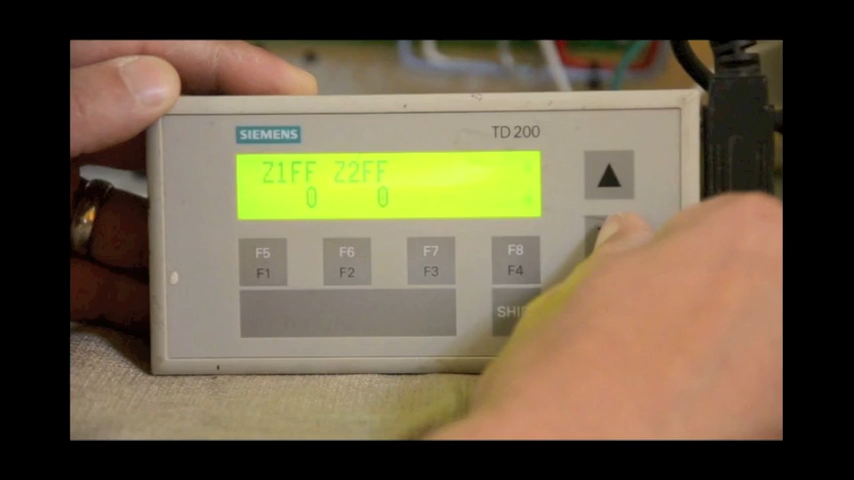 SIEMENS TD 200
Z1FF Z2FF
0 0
F5 F6 F7 F8
F1 F2 F3 F4